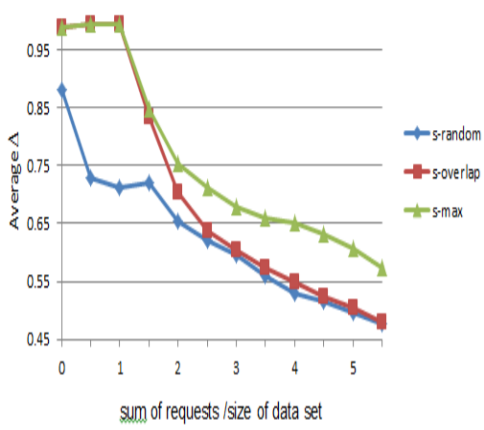 0.95
0.85
0.75
0.65
0.55
0.45
Average Δ
0 1 2 3 4 5
sum of requests /size of data set
s-random
s-overlap
s-max